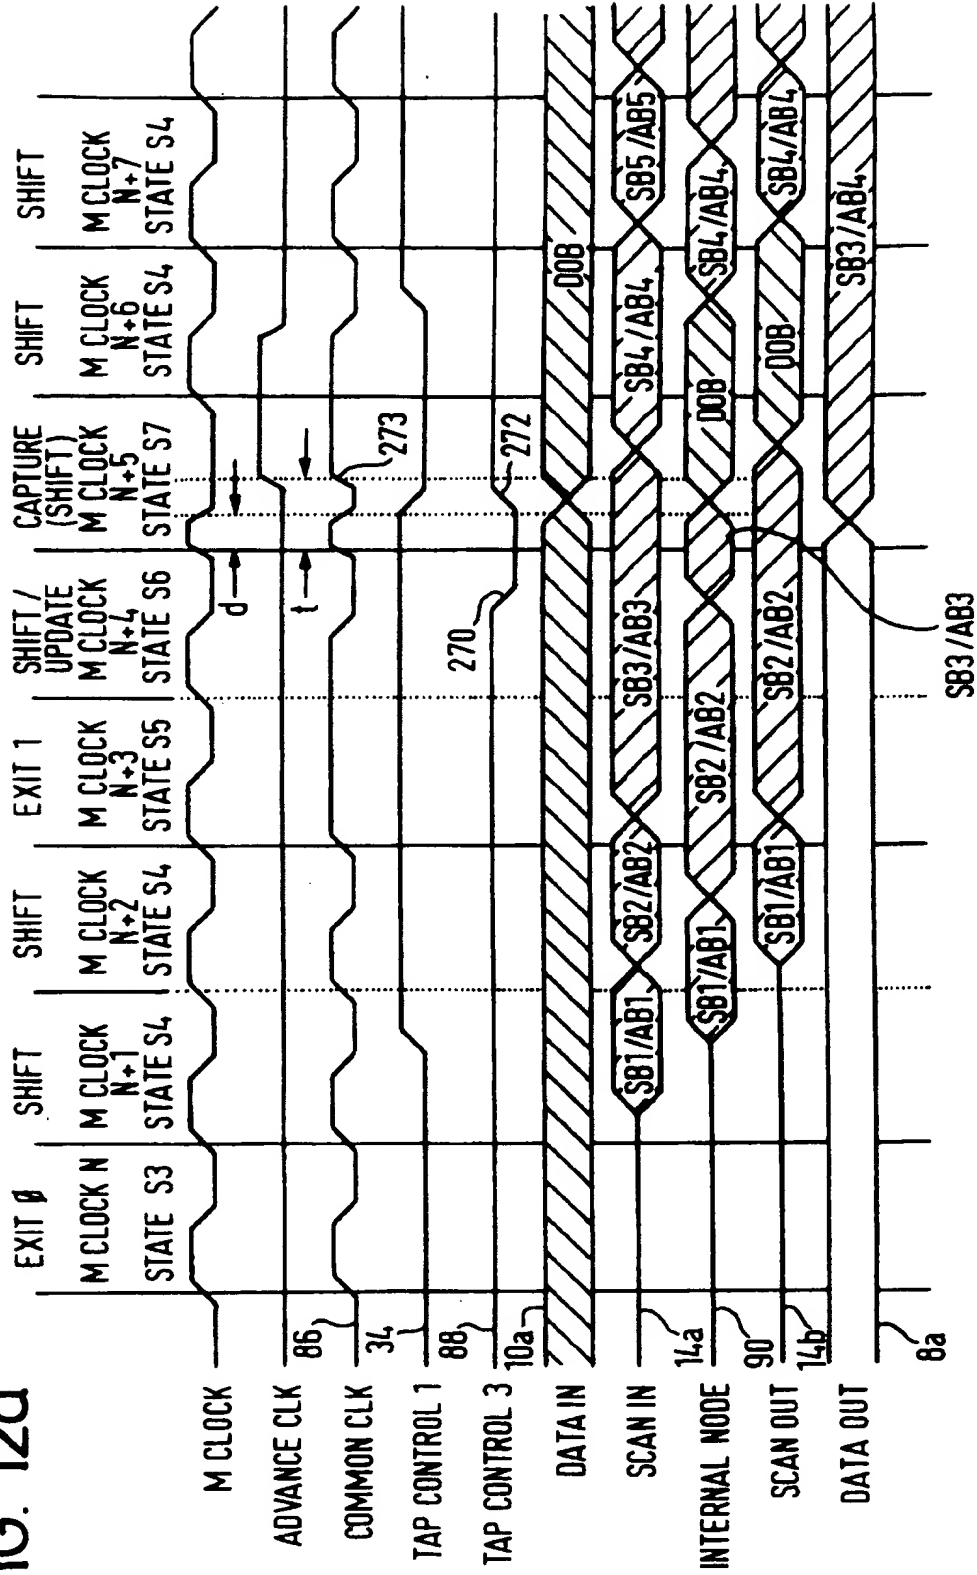 FIG. 12a
EXIT Ø
M CLOCK N
STATE S3
SHIFT
M CLOCK
N+1
STATE S4
SHIFT
M CLOCK
N+2
STATE S4
EXIT 1
M CLOCK
N+3
STATE S5
SHIFT/
UPDATE
M CLOCK
N+4
STATE S6
CAPTURE
(SHIFT)
M CLOCK
N+5
STATE S7
SHIFT
M CLOCK
N+6
STATE S4
SHIFT
M CLOCK
N+7
STATE S4
M CLOCK
d
ADVANCE CLK
86
t
COMMON CLK
34
273
TAP CONTROL 1
88
270
272
TAP CONTROL 3
10a
DATA IN
DOB
SCAN IN
14a
SB1/AB1
SB2/AB2
SB3/AB3
SB4/AB4
SB5/AB5
INTERNAL NODE
90
SB1/AB1
SB2/AB2
DOB
SB4/AB4
SCAN OUT
14b
SB1/AB1
SB2/AB2
DOB
SB4/AB4
DATA OUT
8a
SB3/AB4
SB3/AB3